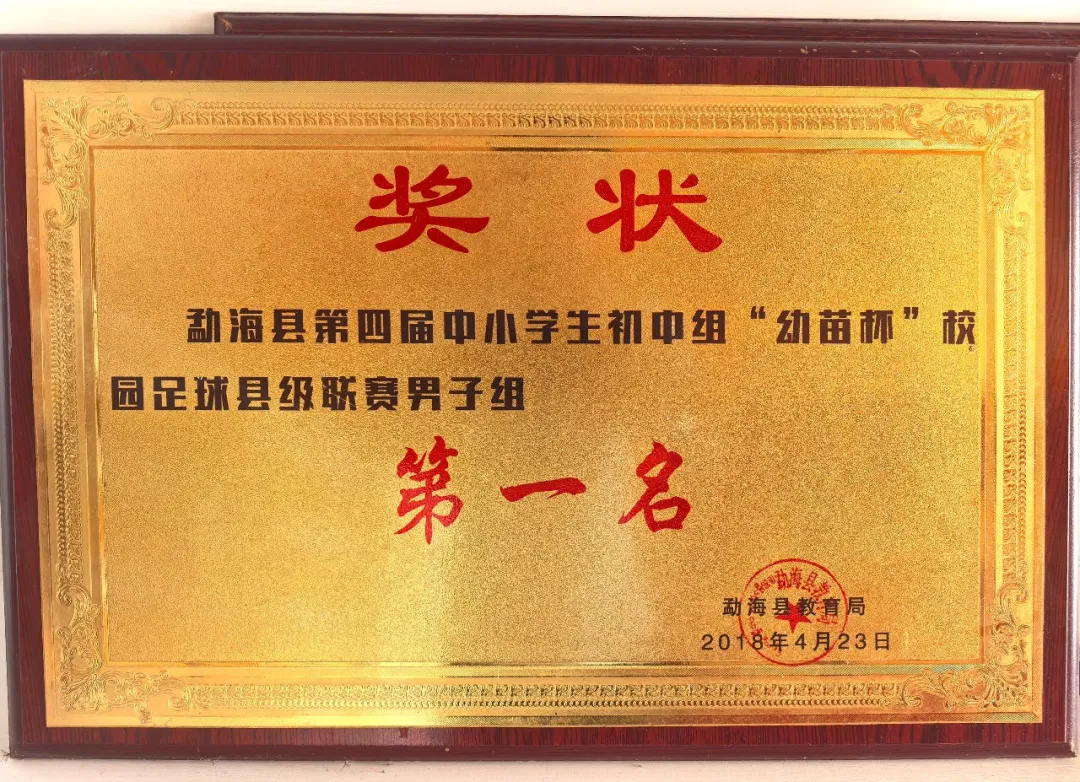 奖状
勐海县第四届中小学生初中组“幼苗杯”校
园足球县级联赛男子组
第一名
勐海县教育局
2018年4月23日